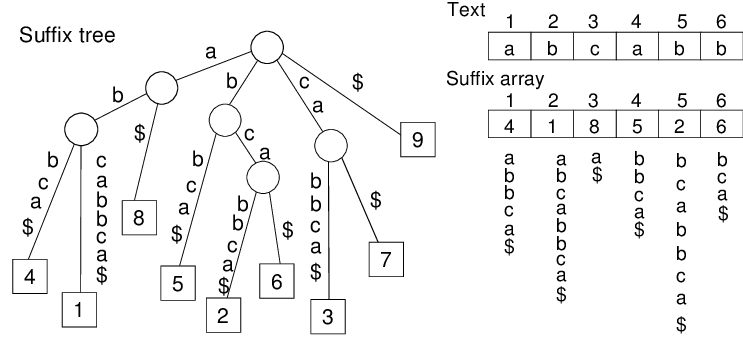 Suffix tree
a
b
c
a
$
b
$
b
c
a
$
c
a
b
b
c
a
$
b
c
a
$
c
a
b
b
c
a
$
$
b
b
c
a
$
$
9
8
7
4
1
5
2
6
3
Text
1 2 3 4 5 6
a b c a b b
Suffix array
1 2 3 4 5 6
4 1 8 5 2 6
a a a b b b
b b $ b c c
b c c a a
c a a b $
a b $ b
$ b c
c a
a $
$